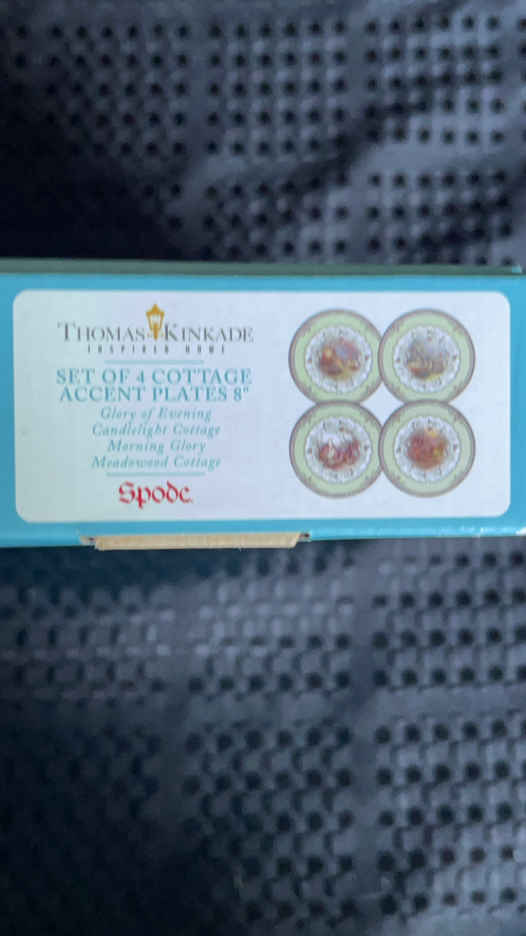 THOMAS KINKADE
INSPIRED HOME
SET OF 4 COTTAGE
ACCENT PLATES 8"
Glory of Evening
Candlelight Cottage
Morning Glory
Meadowood Cottage
Spode